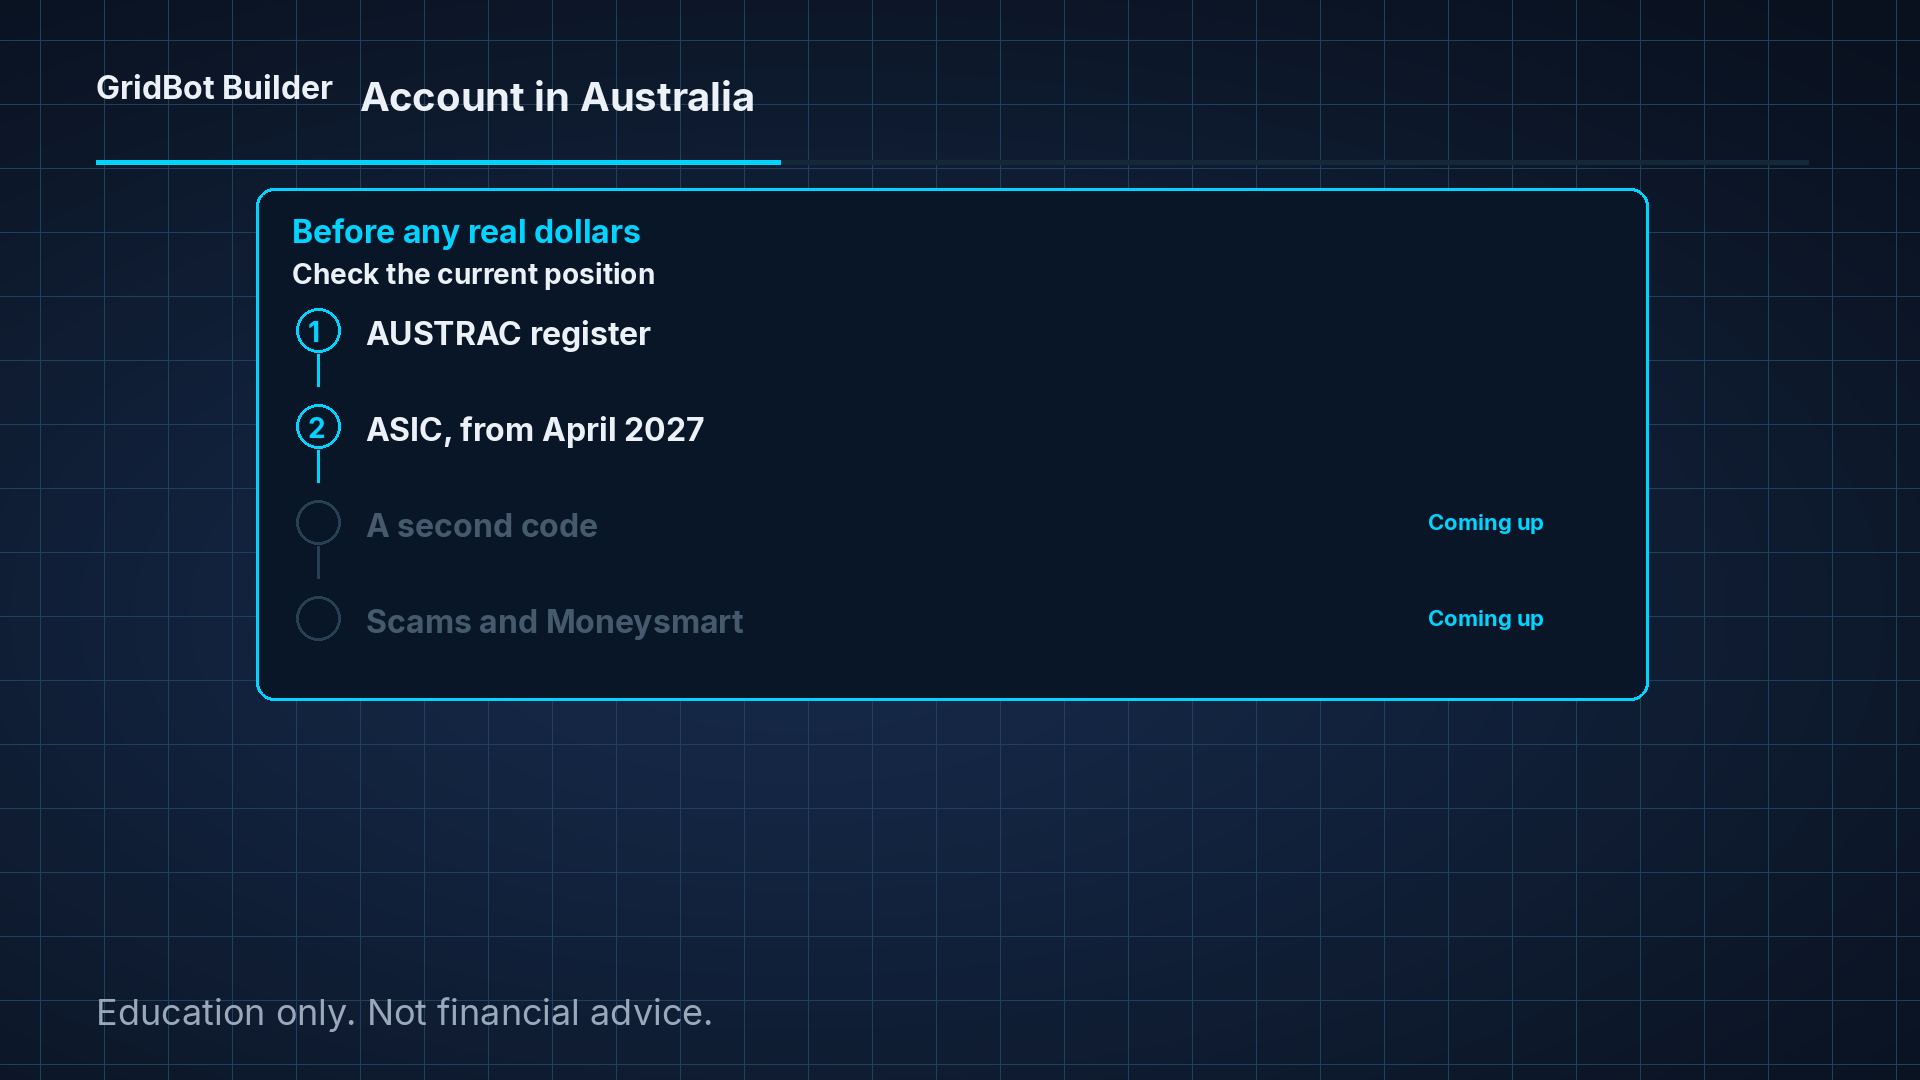 GridBot Builder
Account in Australia
Before any real dollars
Check the current position
1 AUSTRAC register
2 ASIC, from April 2027
A second code Coming up
Scams and Moneysmart Coming up
Education only. Not financial advice.